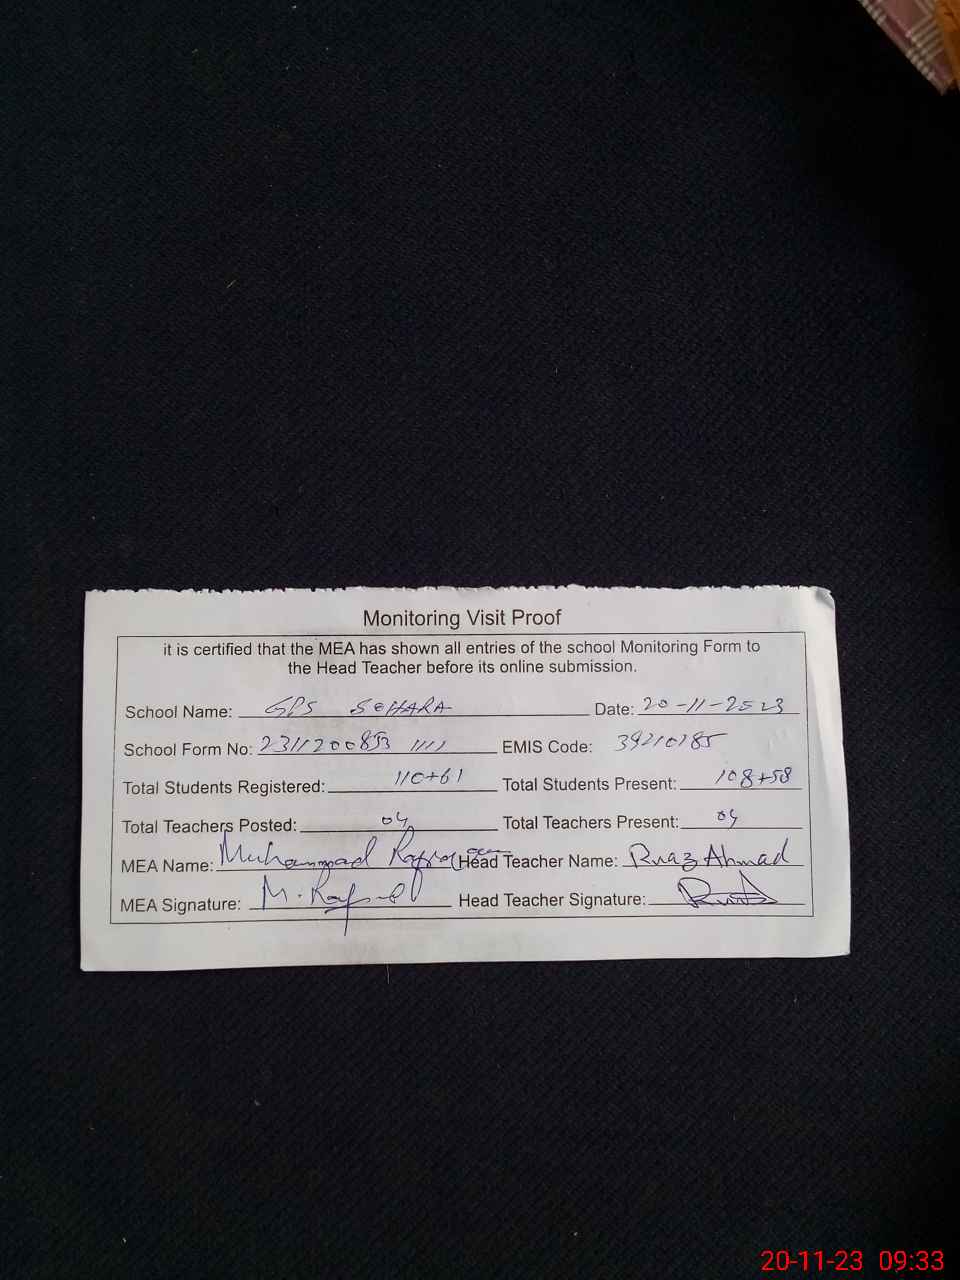 Monitoring Visit Proof
it is certified that the MEA has shown all entries of the school Monitoring Form to
the Head Teacher before its online submission.
School Name: GPS SEHARA Date: 20-11-2023
School Form No: 2311200853 EMIS Code: 39210185
Total Students Registered: 110+61 Total Students Present: 108+58
Total Teachers Posted: 04 Total Teachers Present: 04
MEA Name: Muhammad Head Teacher Name: Riaz Ahmad
MEA Signature: Head Teacher Signature:
20-11-23 09:33